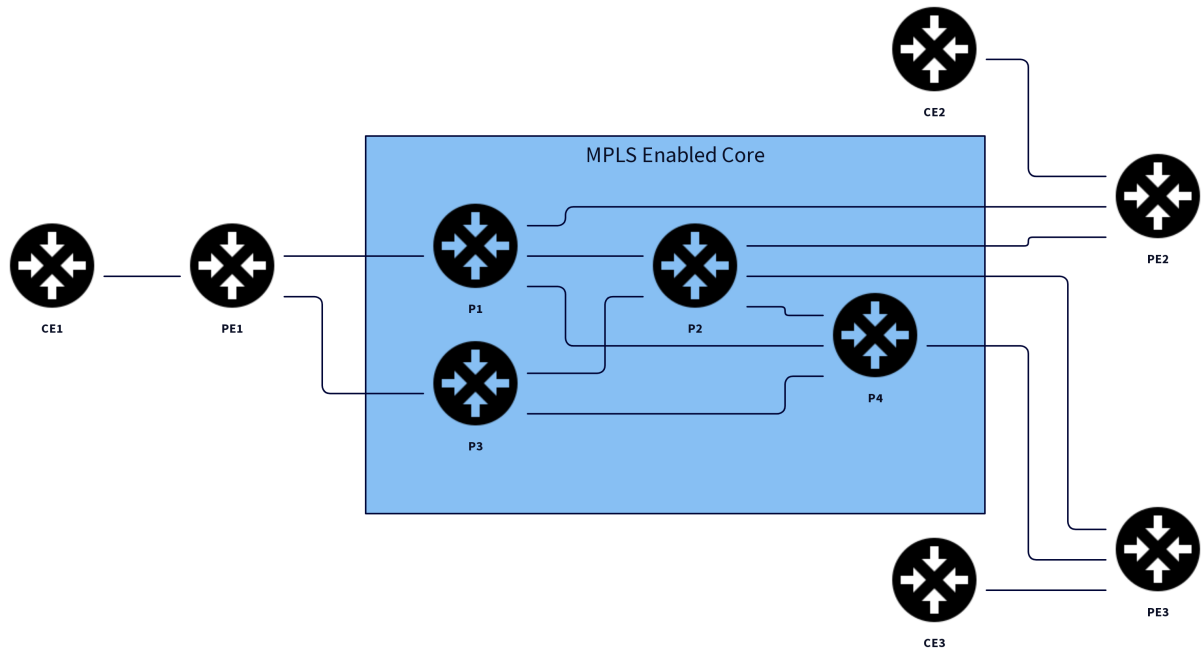 CE2
MPLS Enabled Core
PE2
P1
P2
CE1
PE1
P4
P3
CE3
PE3